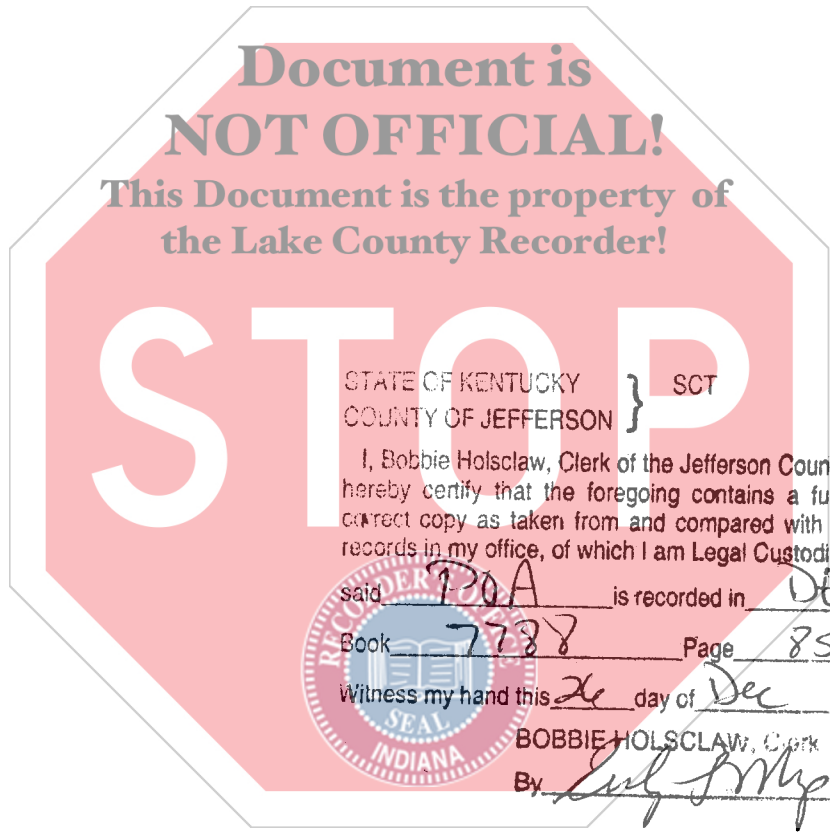 Document is
NOT OFFICIAL!
This Document is the property of
the Lake County Recorder!
STOP
STATE OF KENTUCKY } SCT
COUNTY OF JEFFERSON
I, Bobbie Holsclaw, Clerk of the Jefferson Coun
hereby certify that the foregoing contains a fu
correct copy as taken from and compared with
records in my office, of which I am Legal Custodi
said POA is recorded in
Book 7788 Page 85
Witness my hand this 26 day of Dec
BOBBIE HOLSCLAW, Clerk
By
RECORDER'S OFFICE
SEAL
INDIANA